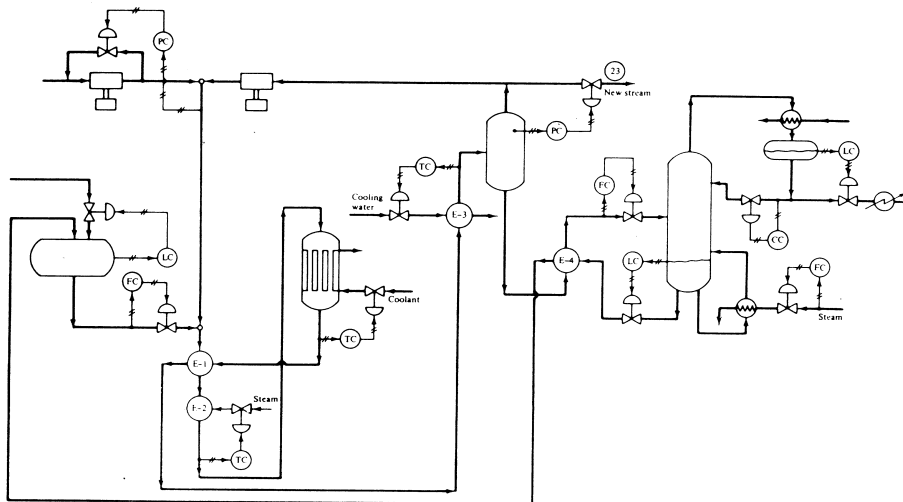 PC
23
New stream
PC
TC
LC
FC
Cooling
water
E-3
E-4
LC
CC
LC
FC
FC
Steam
Coolant
TC
E-1
E-2
Steam
TC